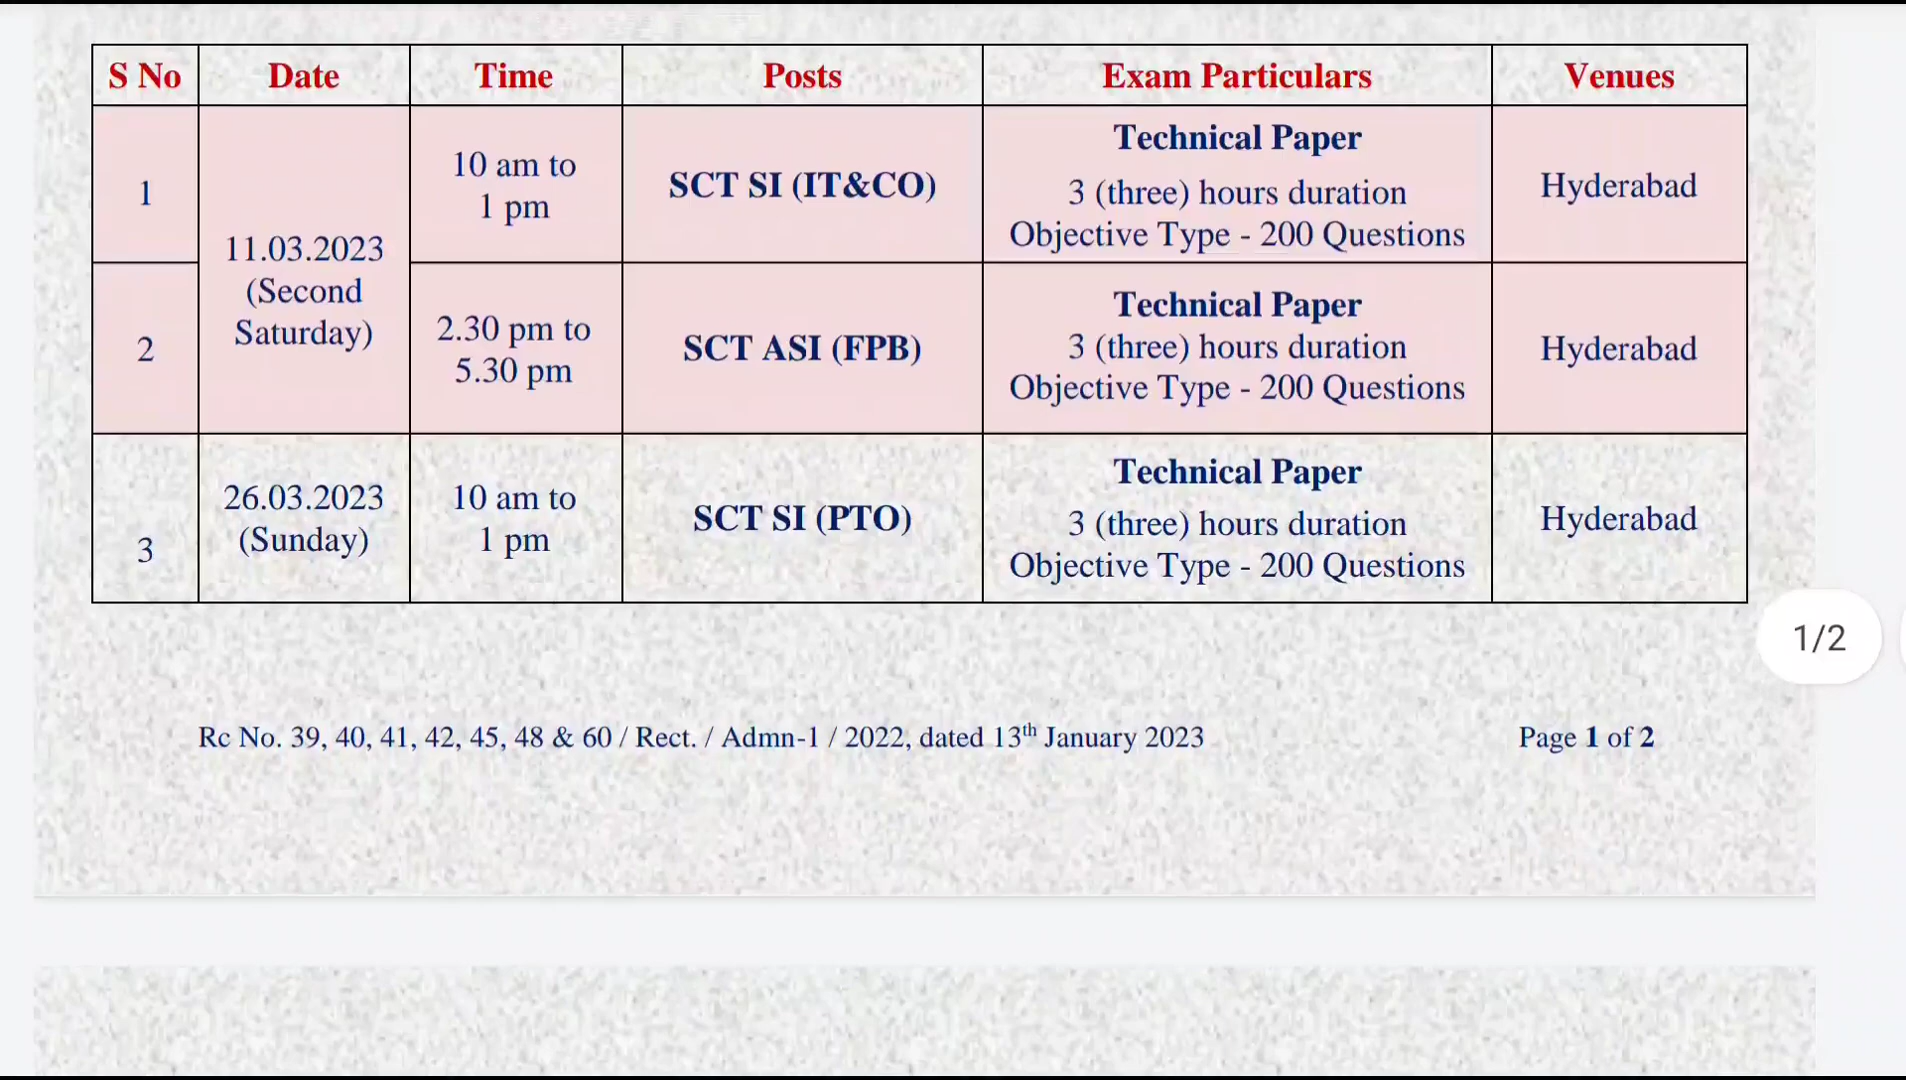 S No Date Time Posts Exam Particulars Venues
1
11.03.2023
(Second
Saturday)
10 am to
1 pm
SCT SI (IT&CO)
Technical Paper
3 (three) hours duration
Objective Type - 200 Questions
Hyderabad
2
2.30 pm to
5.30 pm
SCT ASI (FPB)
Technical Paper
3 (three) hours duration
Objective Type - 200 Questions
Hyderabad
3
26.03.2023
(Sunday)
10 am to
1 pm
SCT SI (PTO)
Technical Paper
3 (three) hours duration
Objective Type - 200 Questions
Hyderabad
1/2
Rc No. 39, 40, 41, 42, 45, 48 & 60 / Rect. / Admn-1 / 2022, dated 13th January 2023 Page 1 of 2